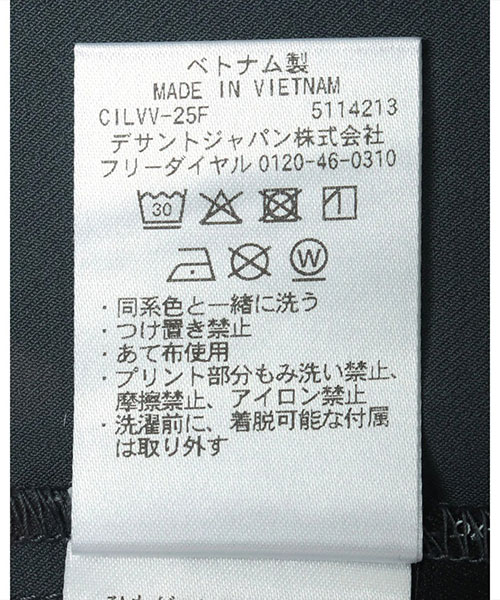 ベトナム製
MADE IN VIETNAM
CILVV-25F 5114213
デサントジャパン株式会社
フリーダイヤル 0120-46-0310
30
W
・同系色と一緒に洗う
・つけ置き禁止
・あて布使用
・プリント部分もみ洗い禁止、
摩擦禁止、アイロン禁止
・洗濯前に、着脱可能な付属
は取り外す